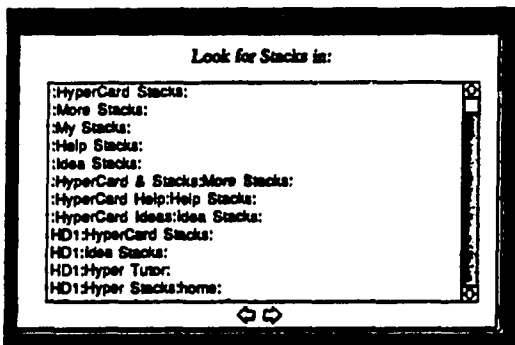 Look for Stacks in:
:HyperCard Stacks:
:More Stacks:
:My Stacks:
:Help Stacks:
:Idea Stacks:
:HyperCard & Stacks:More Stacks:
:HyperCard Help:Help Stacks:
:HyperCard Ideas:Idea Stacks:
HD1:HyperCard Stacks:
HD1:Idea Stacks:
HD1:Hyper Tutor:
HD1:Hyper Stacks:home: